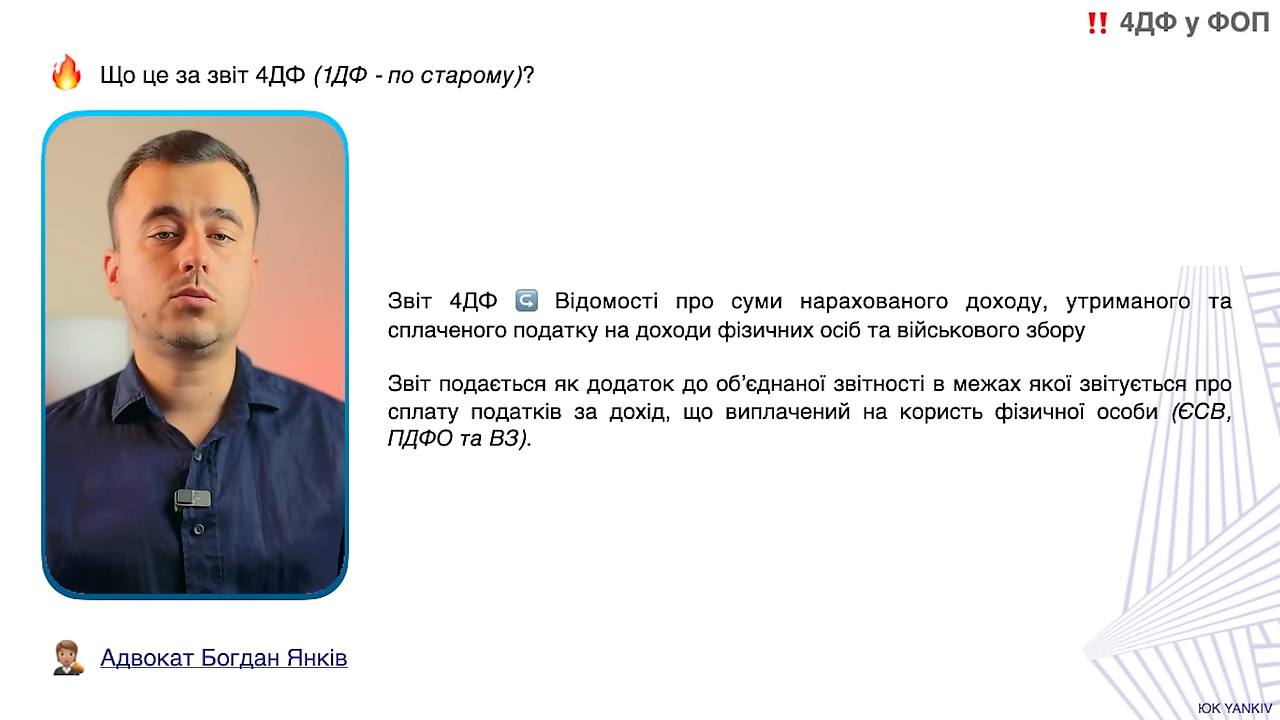 ‼️ 4ДФ у ФОП
🔥 Що це за звіт 4ДФ (1ДФ - по старому)?
Звіт 4ДФ ↪️ Відомості про суми нарахованого доходу, утриманого та
сплаченого податку на доходи фізичних осіб та військового збору
Звіт подається як додаток до об’єднаної звітності в межах якої звітується про
сплату податків за дохід, що виплачений на користь фізичної особи (ЄСВ,
ПДФО та ВЗ).
Адвокат Богдан Янків
ЮК YANKIV